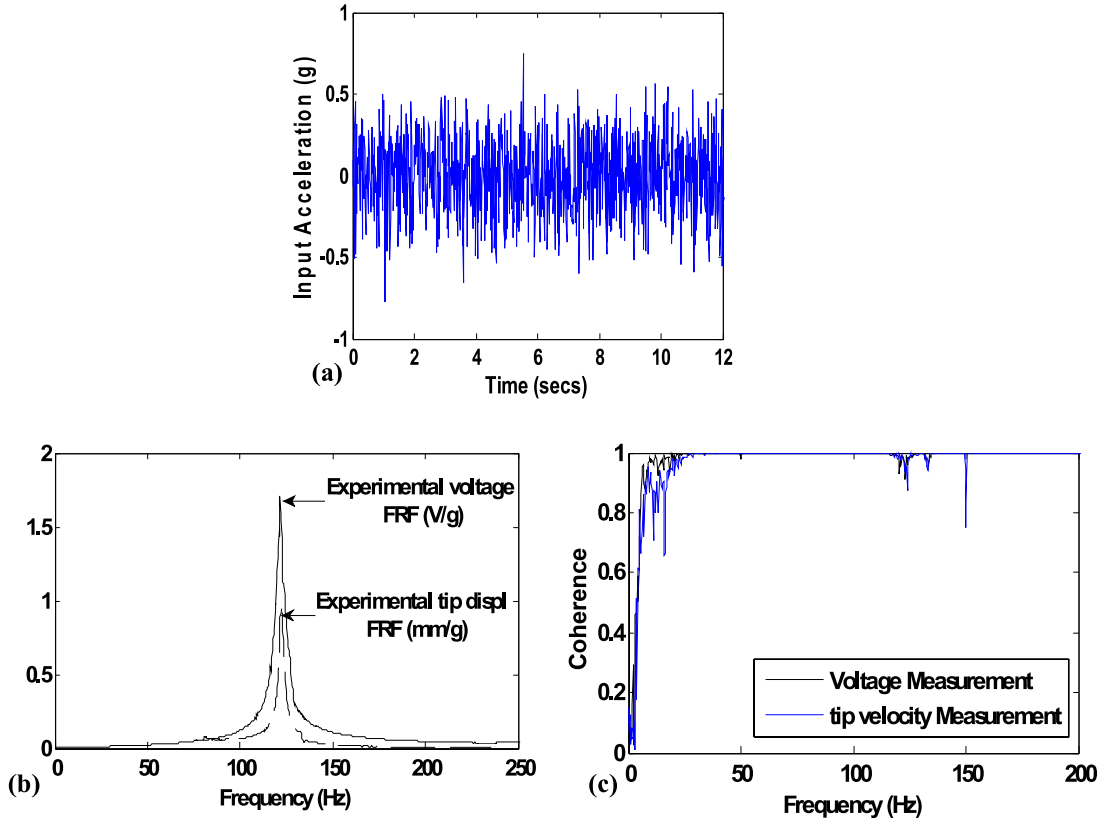 1
0.5
0
-0.5
-1
Input Acceleration (g)
0 2 4 6 8 10 12
Time (secs)
(a)
2
1.5
1
0.5
0
Experimental voltage
FRF (V/g)
Experimental tip displ
FRF (mm/g)
0 50 100 150 200 250
Frequency (Hz)
(b)
1
0.8
0.6
0.4
0.2
0
Coherence
Voltage Measurement
tip velocity Measurement
0 50 100 150 200
Frequency (Hz)
(c)